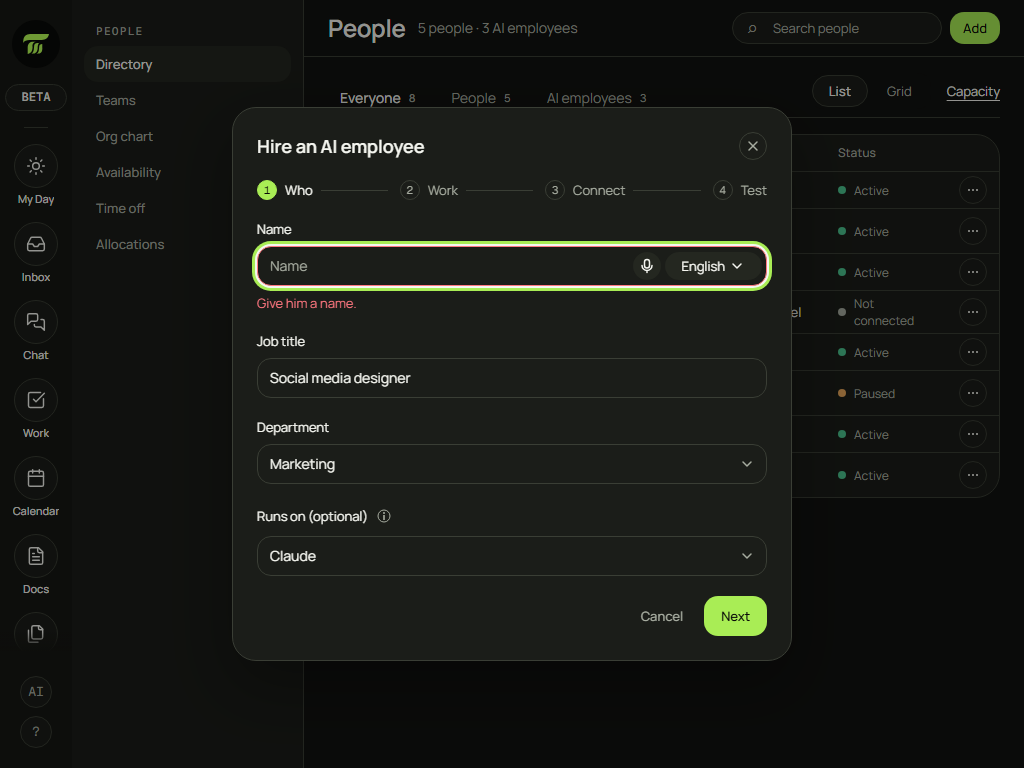 PEOPLE
Directory
Teams
Org chart
Availability
Time off
Allocations
BETA
My Day
Inbox
Chat
Work
Calendar
Docs
AI
?
People
5 people · 3 AI employees
Search people
Add
Everyone 8
People 5
AI employees 3
List
Grid
Capacity
Status
Active
Active
Active
el
Not
connected
Active
Paused
Active
Active
Hire an AI employee
1 Who
2 Work
3 Connect
4 Test
Name
Name
English
Give him a name.
Job title
Social media designer
Department
Marketing
Runs on (optional)
Claude
Cancel
Next